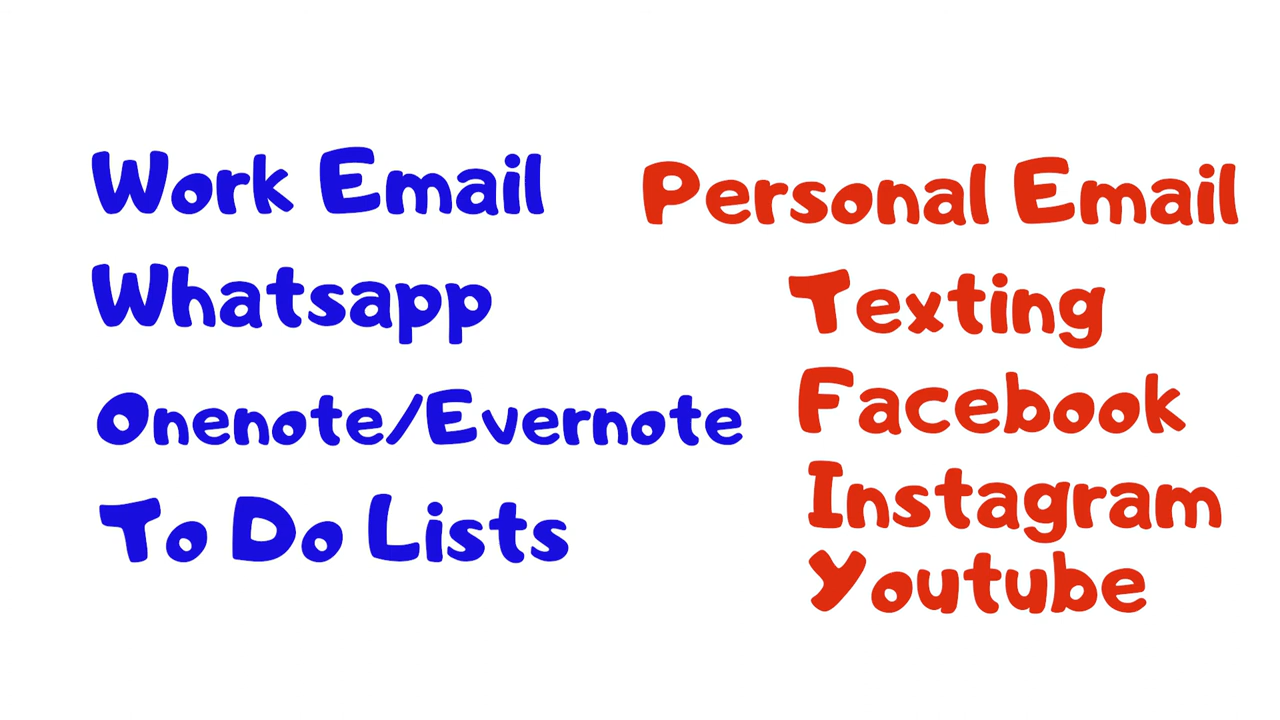 Work Email
Whatsapp
Onenote/Evernote
To Do Lists
Personal Email
Texting
Facebook
Instagram
Youtube